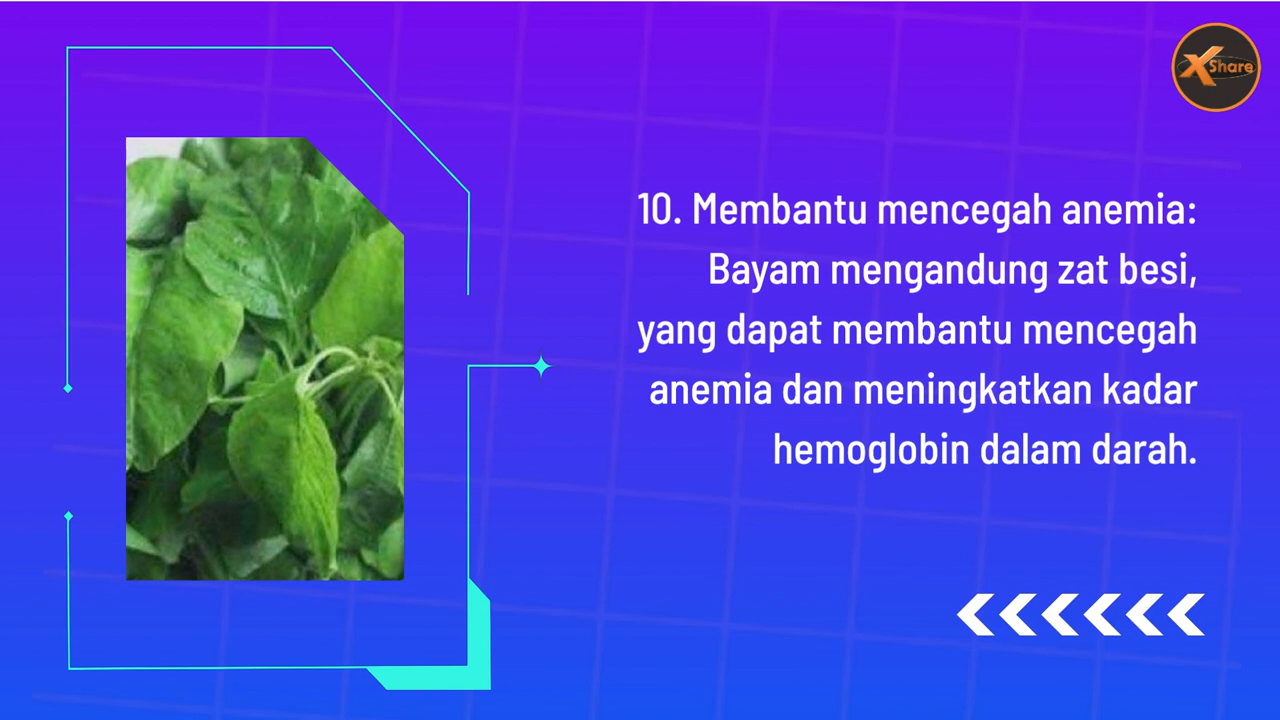 XShare
10. Membantu mencegah anemia:
Bayam mengandung zat besi,
yang dapat membantu mencegah
anemia dan meningkatkan kadar
hemoglobin dalam darah.